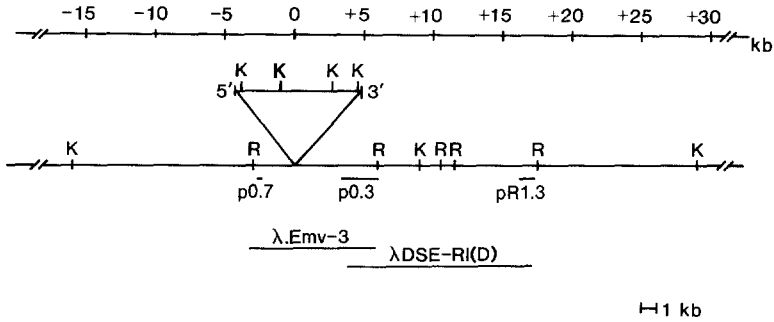 -15 -10 -5 0 +5 +10 +15 +20 +25 +30
kb
K K K K
5' 3'
K R R K R R R K
p0.7 p0.3 pR1.3
λ.Emv-3
λDSE-RI(D)
1 kb